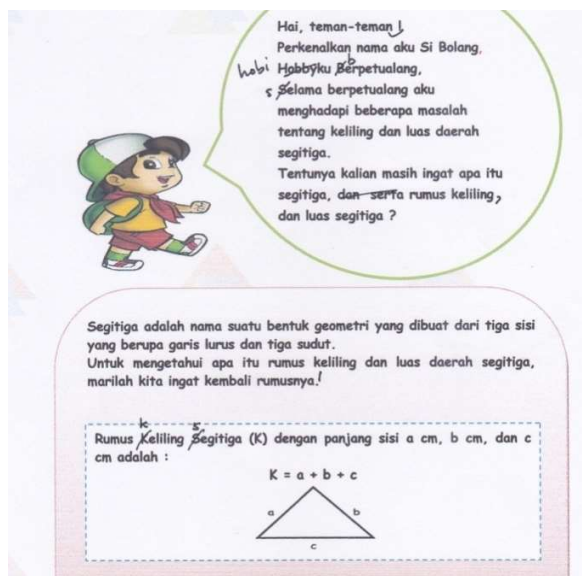 Hai, teman-teman !
Perkenalkan nama aku Si Bolang,
hobi Hobbyku Berpetualang, b
s Selama berpetualang aku
menghadapi beberapa masalah
tentang keliling dan luas daerah
segitiga.
Tentunya kalian masih ingat apa itu
segitiga, dan serta rumus keliling,
dan luas segitiga ?
Segitiga adalah nama suatu bentuk geometri yang dibuat dari tiga sisi
yang berupa garis lurus dan tiga sudut.
Untuk mengetahui apa itu rumus keliling dan luas daerah segitiga,
marilah kita ingat kembali rumusnya.!
k s
Rumus Keliling Segitiga (K) dengan panjang sisi a cm, b cm, dan c
cm adalah :
K = a + b + c
a b
c